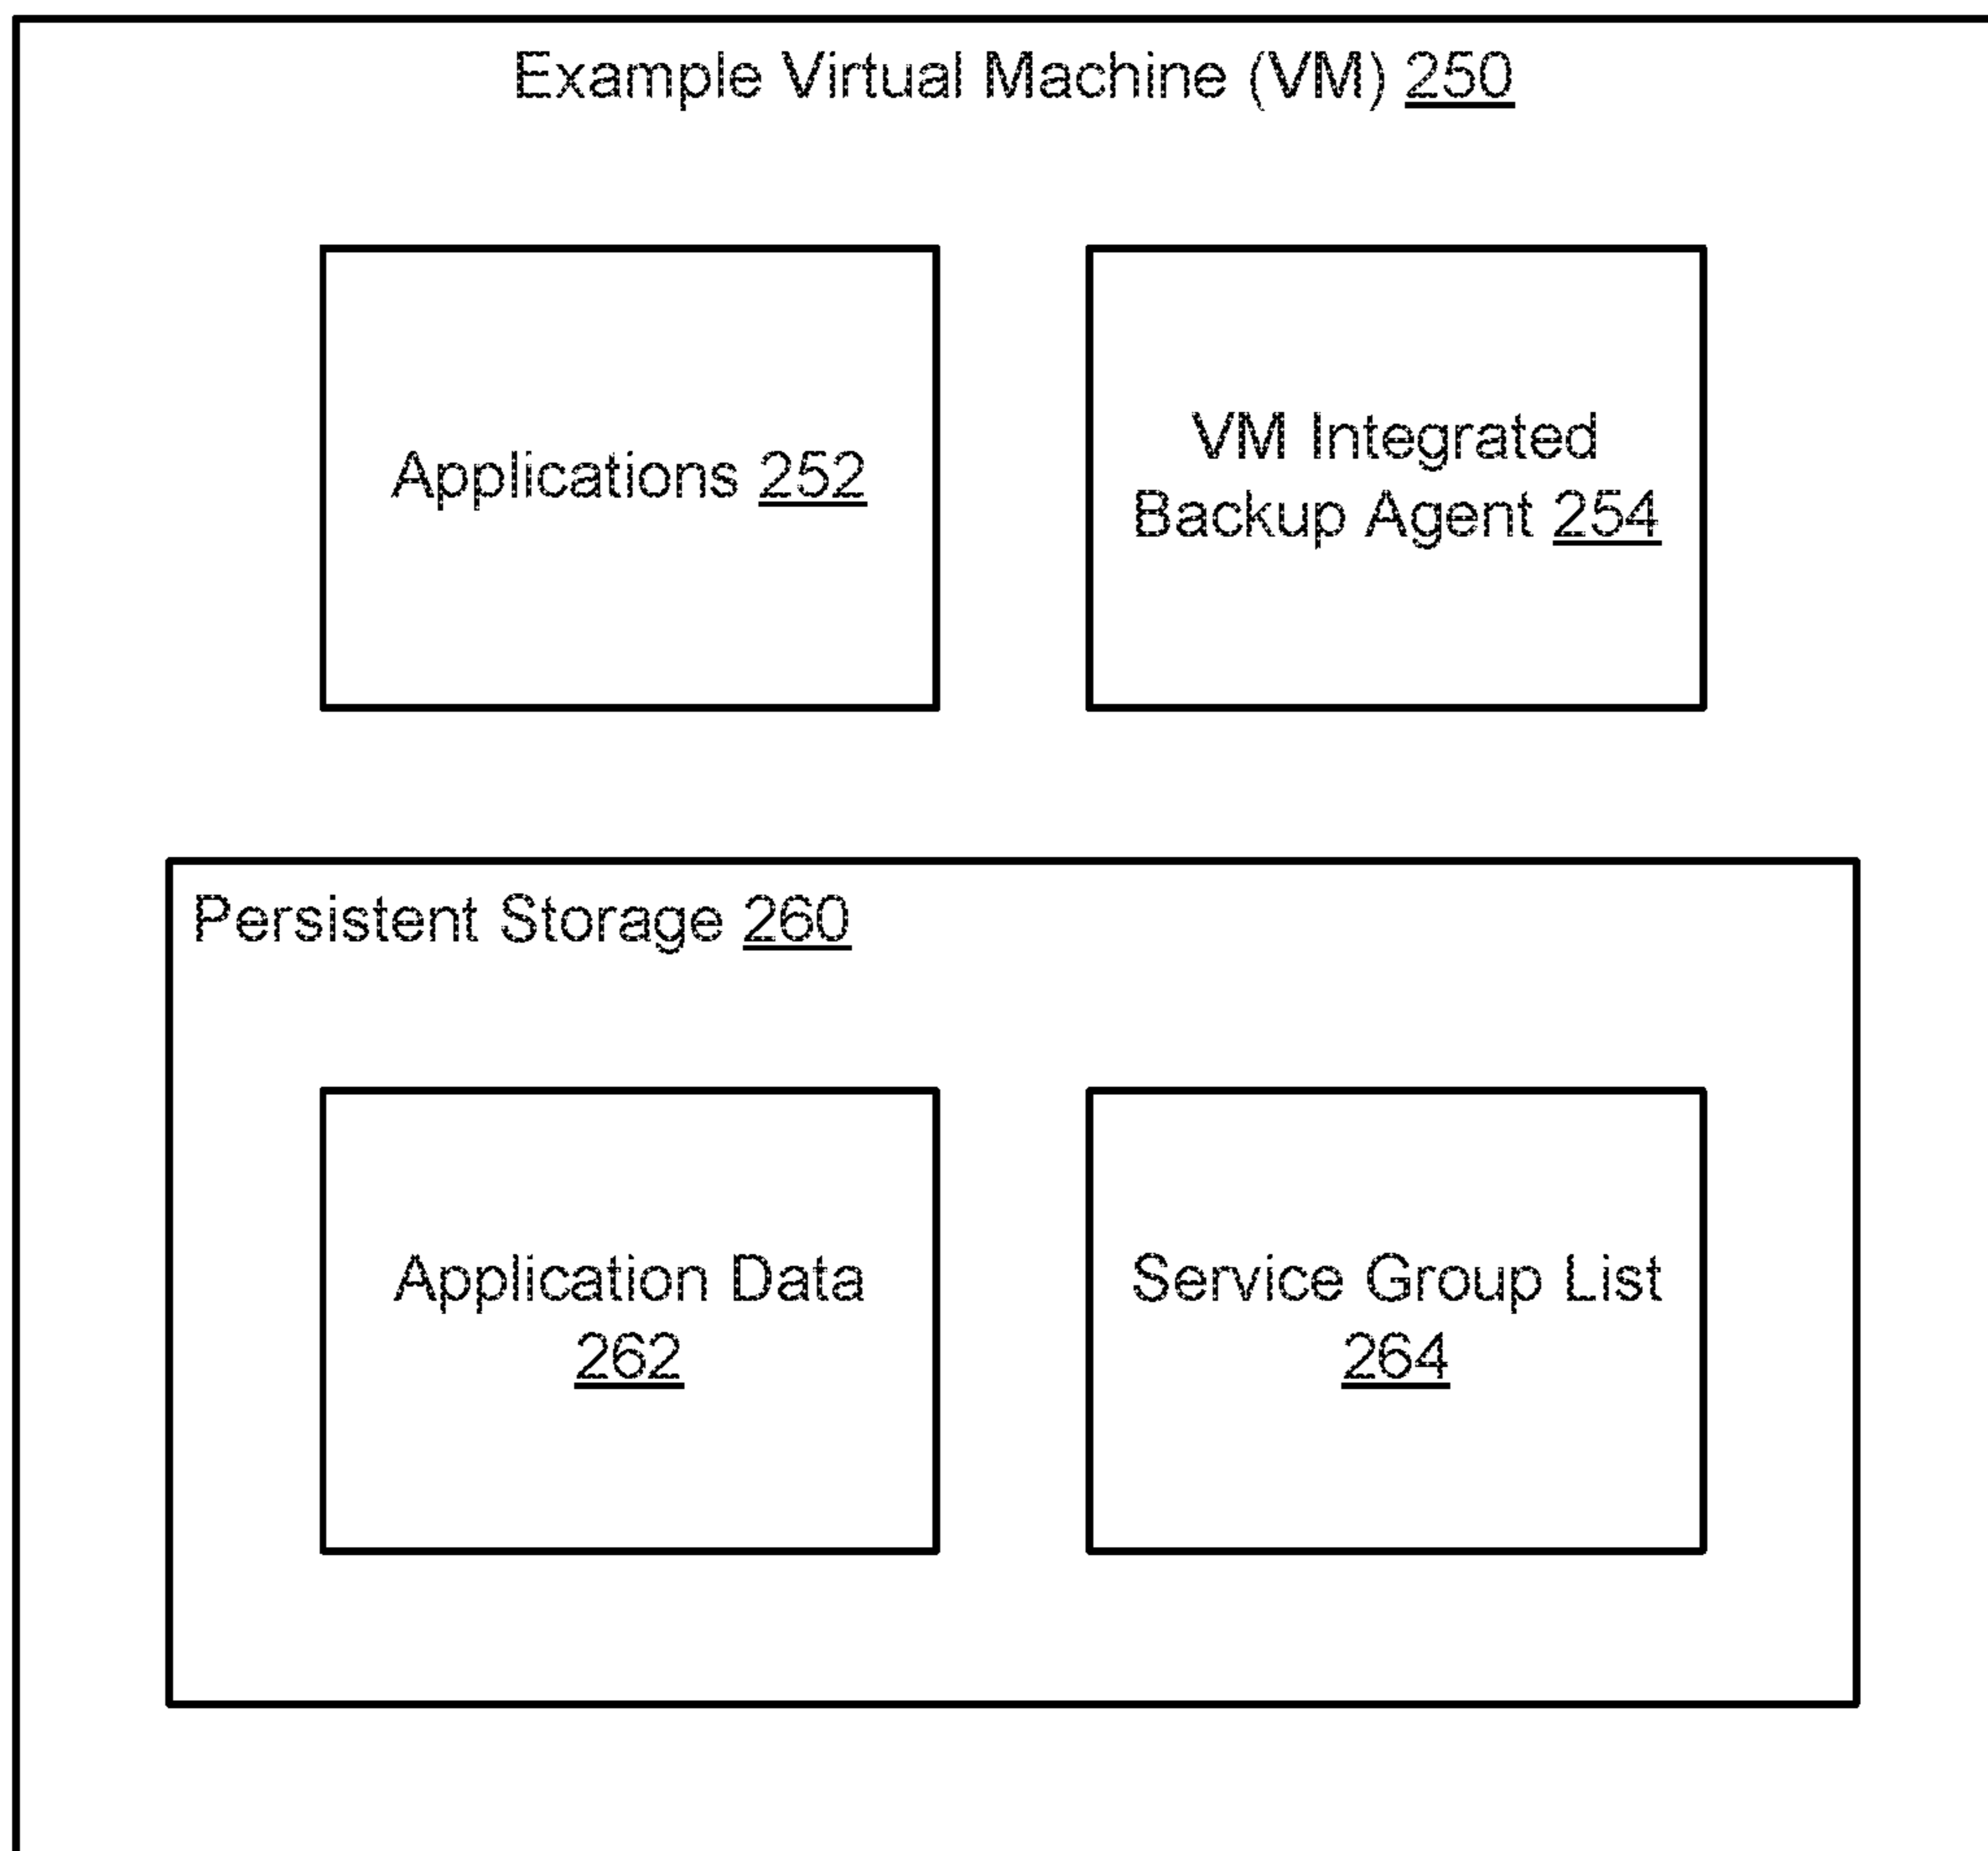 Example Virtual Machine (VM) 250
Applications 252
VM Integrated
Backup Agent 254
Persistent Storage 260
Application Data
262
Service Group List
264